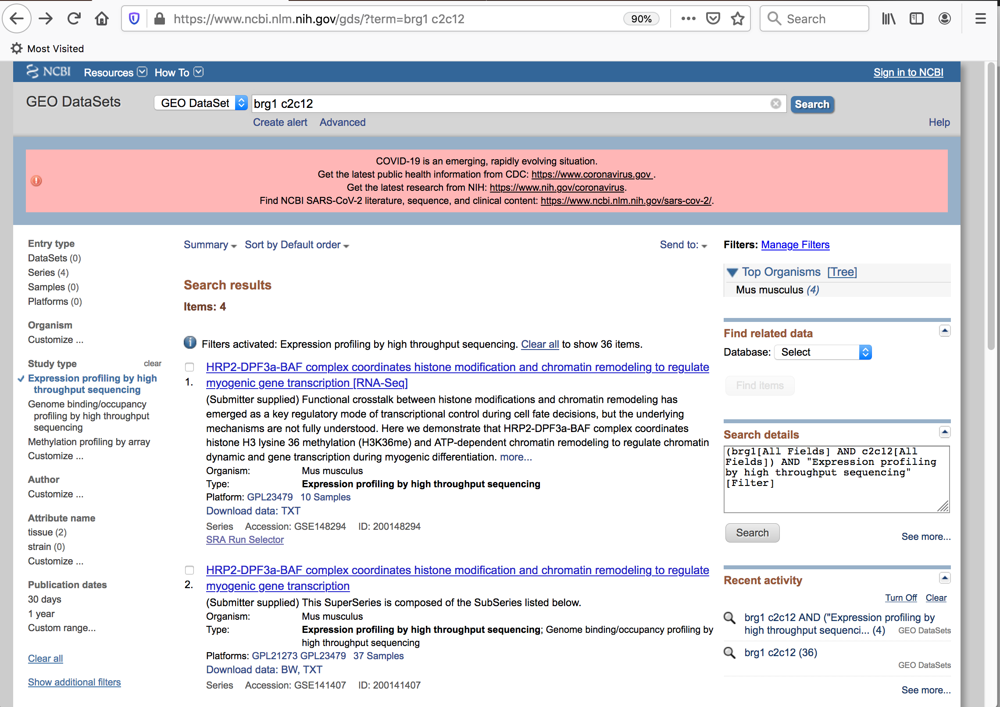 https://www.ncbi.nlm.nih.gov/gds/?term=brg1 c2c12
90%
Search
Most Visited
NCBI Resources How To Sign in to NCBI
GEO DataSets GEO DataSet brg1 c2c12 Search
Create alert Advanced Help
COVID-19 is an emerging, rapidly evolving situation.
Get the latest public health information from CDC: https://www.coronavirus.gov .
Get the latest research from NIH: https://www.nih.gov/coronavirus.
Find NCBI SARS-CoV-2 literature, sequence, and clinical content: https://www.ncbi.nlm.nih.gov/sars-cov-2/.
Entry type
DataSets (0)
Series (4)
Samples (0)
Platforms (0)
Organism
Customize ...
Study type clear
Expression profiling by high
throughput sequencing
Genome binding/occupancy
profiling by high throughput
sequencing
Methylation profiling by array
Customize ...
Author
Customize ...
Attribute name
tissue (2)
strain (0)
Customize ...
Publication dates
30 days
1 year
Custom range...
Clear all
Show additional filters
Summary Sort by Default order Send to:
Search results
Items: 4
Filters activated: Expression profiling by high throughput sequencing. Clear all to show 36 items.
HRP2-DPF3a-BAF complex coordinates histone modification and chromatin remodeling to regulate
1. myogenic gene transcription [RNA-Seq]
(Submitter supplied) Functional crosstalk between histone modifications and chromatin remodeling has
emerged as a key regulatory mode of transcriptional control during cell fate decisions, but the underlying
mechanisms are not fully understood. Here we demonstrate that HRP2-DPF3a-BAF complex coordinates
histone H3 lysine 36 methylation (H3K36me) and ATP-dependent chromatin remodeling to regulate chromatin
dynamic and gene transcription during myogenic differentiation. more...
Organism: Mus musculus
Type: Expression profiling by high throughput sequencing
Platform: GPL23479 10 Samples
Download data: TXT
Series Accession: GSE148294 ID: 200148294
SRA Run Selector
HRP2-DPF3a-BAF complex coordinates histone modification and chromatin remodeling to regulate
2. myogenic gene transcription
(Submitter supplied) This SuperSeries is composed of the SubSeries listed below.
Organism: Mus musculus
Type: Expression profiling by high throughput sequencing; Genome binding/occupancy profiling by
high throughput sequencing
Platforms: GPL21273 GPL23479 37 Samples
Download data: BW, TXT
Series Accession: GSE141407 ID: 200141407
Filters: Manage Filters
Top Organisms [Tree]
Mus musculus (4)
Find related data
Database: Select
Find items
Search details
(brg1[All Fields] AND c2c12[All
Fields]) AND "Expression profiling
by high throughput sequencing"
[Filter]
Search
See more...
Recent activity
Turn Off Clear
brg1 c2c12 AND ("Expression profiling by
high throughput sequenci... (4) GEO DataSets
brg1 c2c12 (36)
GEO DataSets
See more...